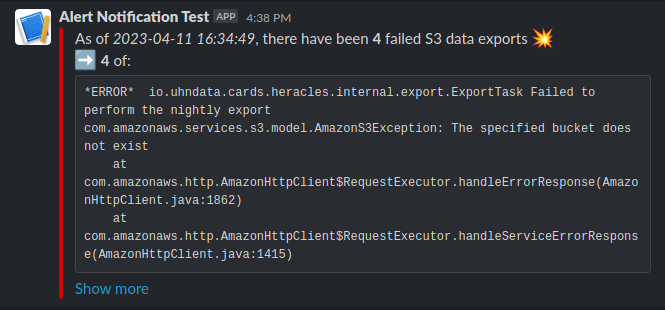 Alert Notification Test APP 4:38 PM
As of 2023-04-11 16:34:49, there have been 4 failed S3 data exports 💥
➡️ 4 of:
*ERROR*  io.uhndata.cards.heracles.internal.export.ExportTask Failed to
perform the nightly export
com.amazonaws.services.s3.model.AmazonS3Exception: The specified bucket does
not exist
    at
com.amazonaws.http.AmazonHttpClient$RequestExecutor.handleErrorResponse(Amazo
nHttpClient.java:1862)
    at
com.amazonaws.http.AmazonHttpClient$RequestExecutor.handleServiceErrorRespons
e(AmazonHttpClient.java:1415)
Show more